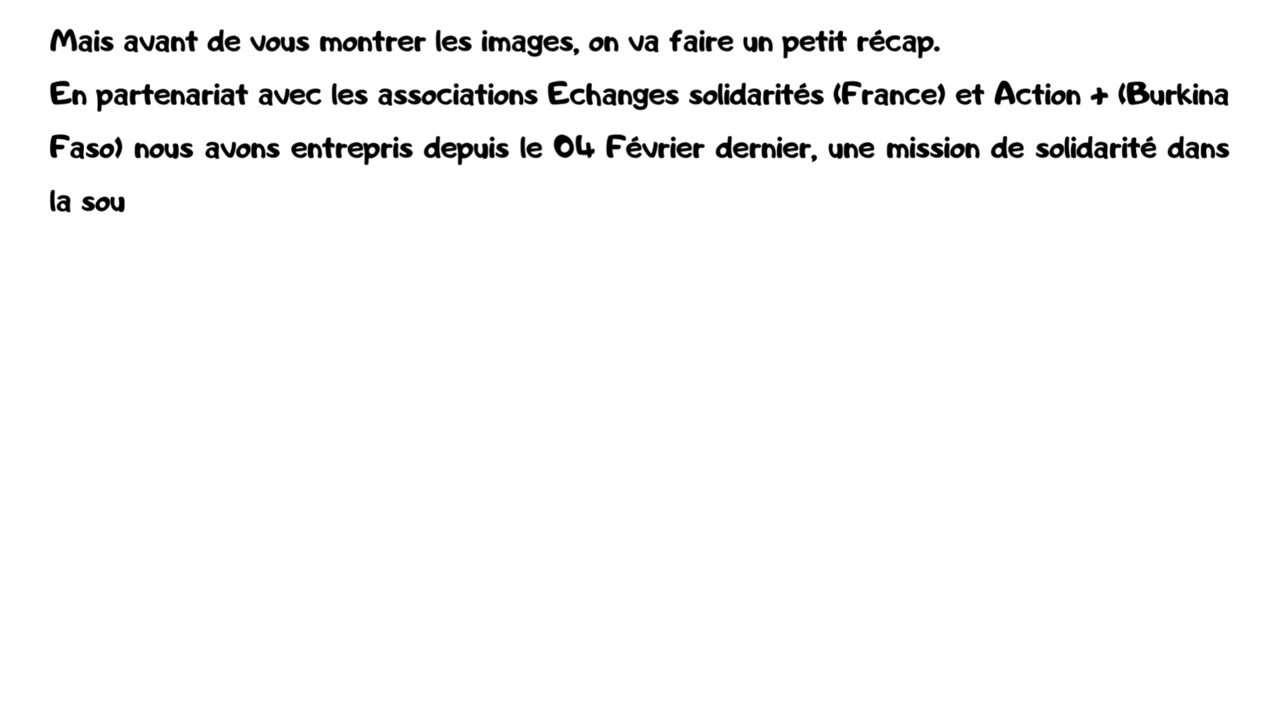 Mais avant de vous montrer les images, on va faire un petit récap.
En partenariat avec les associations Echanges solidarités (France) et Action + (Burkina
Faso) nous avons entrepris depuis le 04 Février dernier, une mission de solidarité dans
la sou